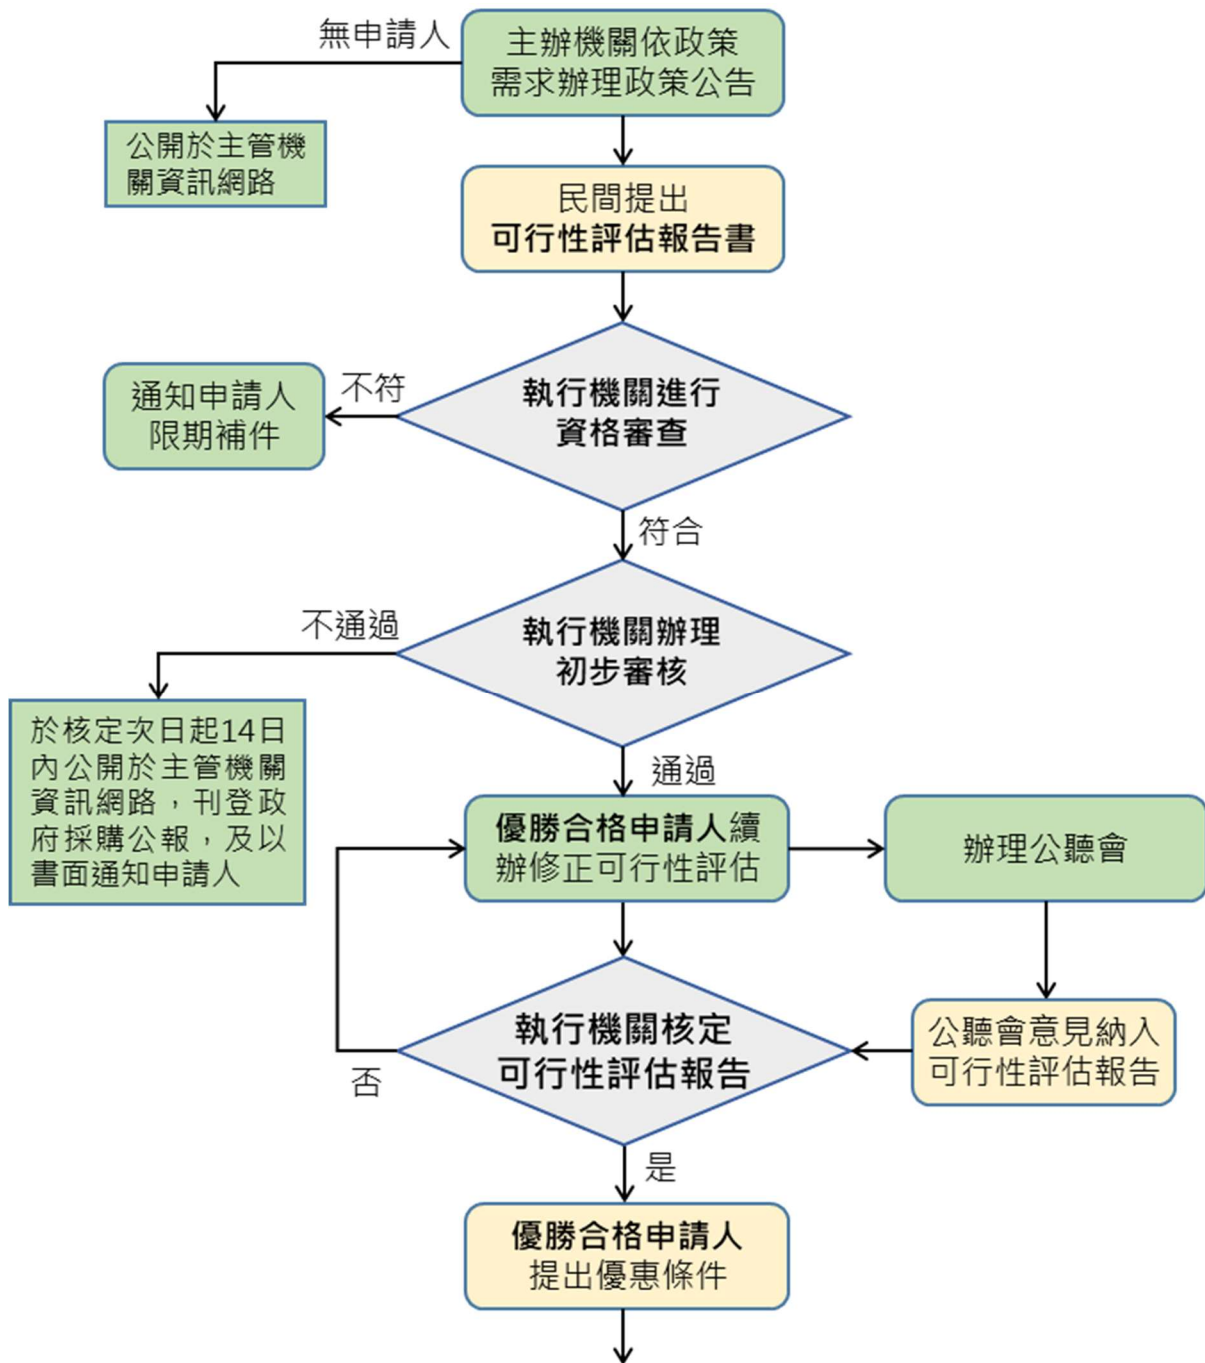 無申請人
主辦機關依政策
需求辦理政策公告
公開於主管機
關資訊網路
民間提出
可行性評估報告書
執行機關進行
資格審查
不符
通知申請人
限期補件
符合
執行機關辦理
初步審核
不通過
於核定次日起14日
內公開於主管機關
資訊網路，刊登政
府採購公報，及以
書面通知申請人
通過
優勝合格申請人續
辦修正可行性評估
辦理公聽會
公聽會意見納入
可行性評估報告
執行機關核定
可行性評估報告
否
是
優勝合格申請人
提出優惠條件